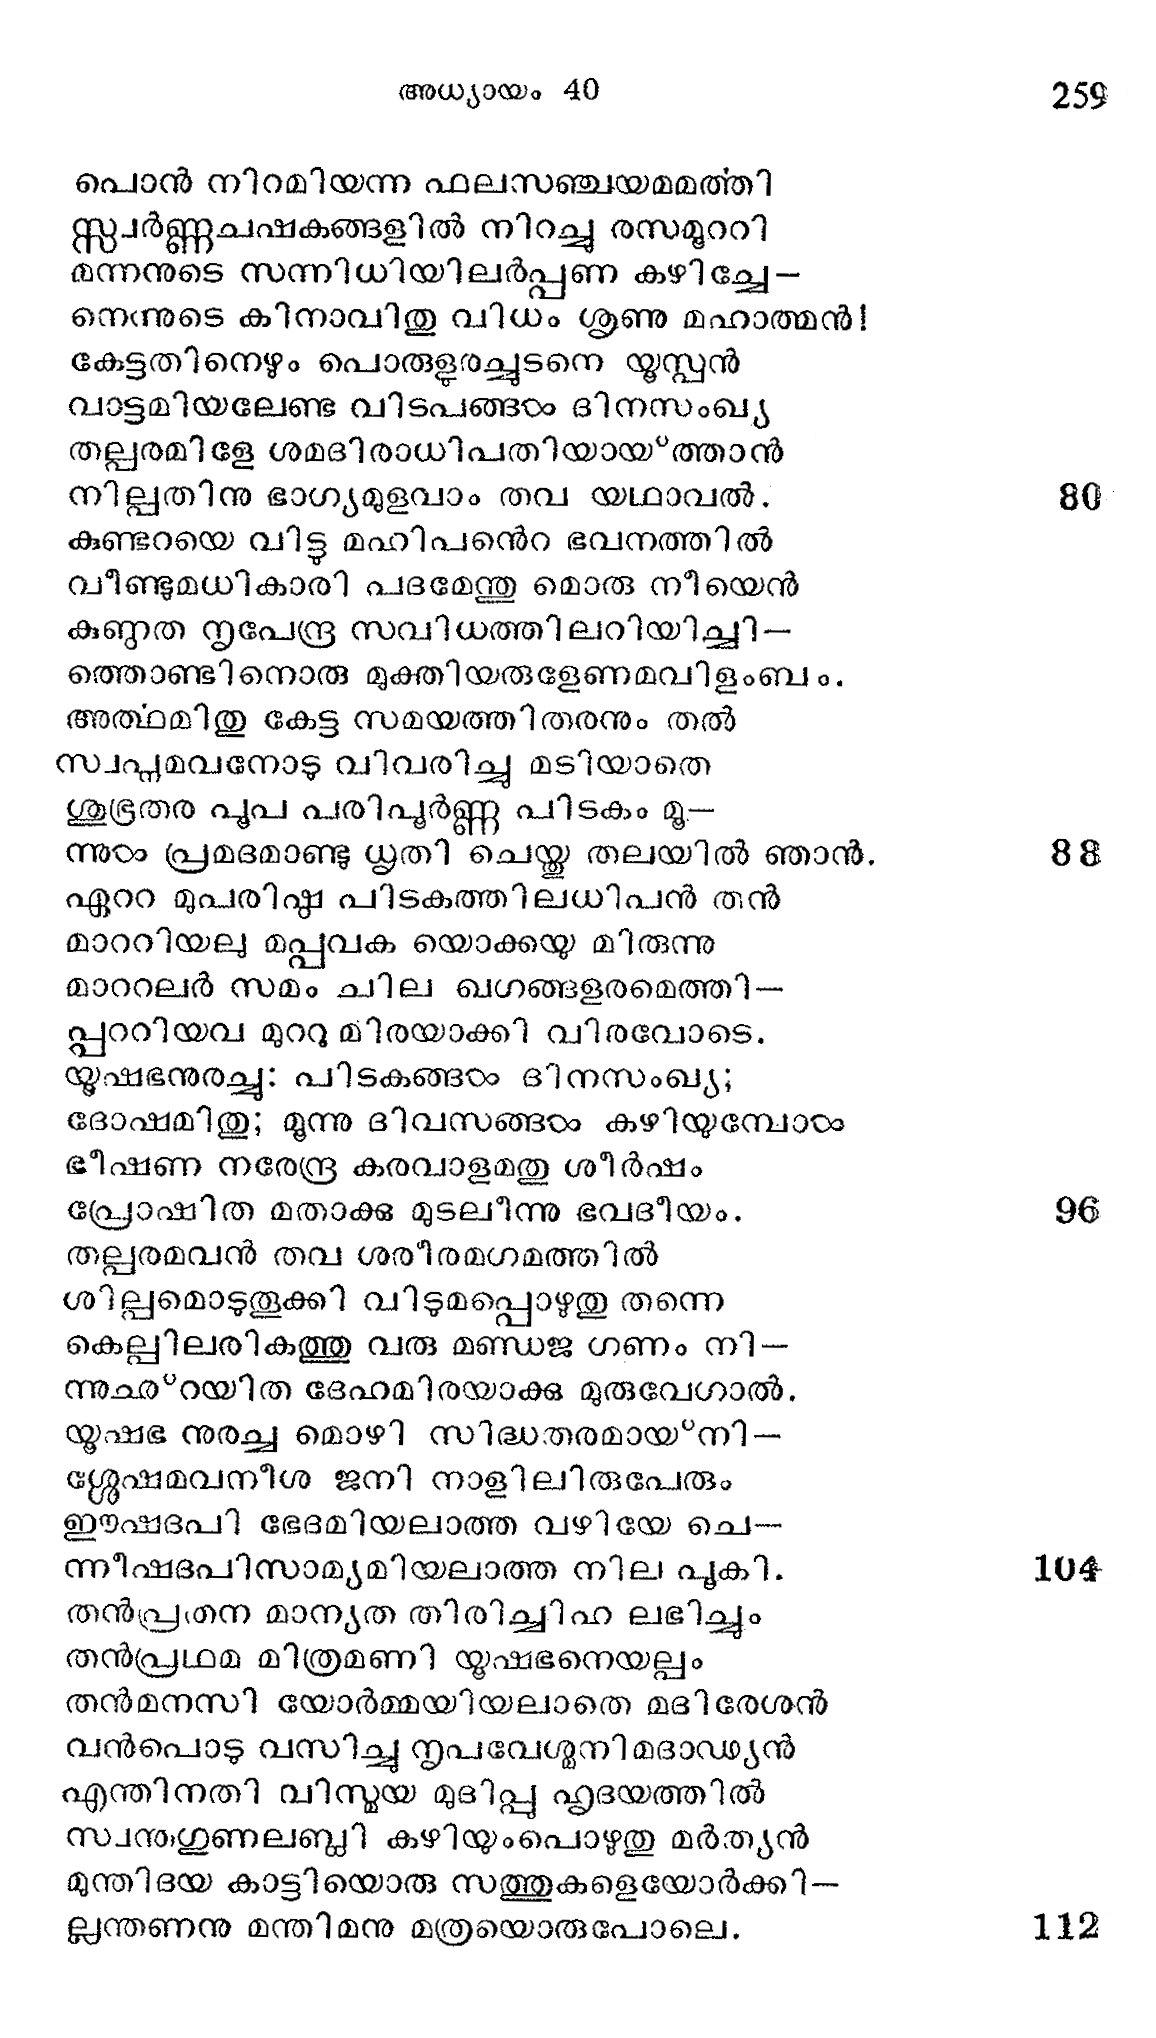 അധ്യായം 40
259
പൊൻ നിറമിയന്ന ഫലസഞ്ചയമമൎത്തി
സ്സ്വർണ്ണചഷകങ്ങളിൽ നിറച്ചു രസമൂററി
മന്നനുടെ സന്നിധിയിലർപ്പണ കഴിച്ചേ—
നെന്നുടെ കിനാവിതു വിധം ശൃണു മഹാത്മൻ!
കേട്ടതിനെഴും പൊരുളുരച്ചുടനെ യൂസ്സഫൻ
വാട്ടമിയലേണ്ട വിടപങ്ങൾ ദിനസംഖ്യ
തല്പരമിളേ ശമദിരാധിപതിയായ്ത്താൻ
നില്പതിനു ഭാഗ്യമുളവാം തവ യഥാവൽ. 80
കുണ്ടറയെ വിട്ടു മഹിപൻെറ ഭവനത്തിൽ
വീണ്ടുമധികാരി പദമേന്തു മൊരു നീയെൻ
കുണ്ഠത നൃപേന്ദ്ര സവിധത്തിലറിയിച്ചി—
ത്തൊണ്ടിനൊരു മുക്തിയരുളേണമവിളംബം.
അൎത്ഥമിതു കേട്ട സമയത്തിതരനും തൽ
സ്വപ്നമവനോടു വിവരിച്ചു മടിയാതെ
ശുഭ്രതര പൂപ പരിപൂർണ്ണ പിടകം മൂ—
ന്നുൾ പ്രമദമാണ്ടു ധൃതി ചെയ്തു തലയിൽ ഞാൻ. 88
ഏററ മുപരിഷ്ഠ പിടകത്തിലധിപൻ തൻ
മാററിയലു മപ്പവക യൊക്കയു മിരുന്നു
മാററലർ സമം ചില ഖഗങ്ങളരമെത്തി—
പ്പററിയവ മുററു മിരയാക്കി വിരവോടെ.
യൂഷഭനുരച്ചു: പിടകങ്ങൾ ദിനസംഖ്യ;
ദോഷമിതു; മൂന്നു ദിവസങ്ങൾ കഴിയുമ്പോൾ
ഭീഷണ നരേന്ദ്ര കരവാളമതു ശീർഷം
പ്രോഷിത മതാക്കു മുടലീന്നു ഭവദീയം. 96
തല്പരമവൻ തവ ശരീരമഗമത്തിൽ
ശില്പമൊടുതൂക്കി വിടുമപ്പൊഴുതു തന്നെ
കെല്പിലരികത്തു വരു മണ്ഡജ ഗണം നി—
ന്നുഛ്റയിത ദേഹമിരയാക്കു മുരുവേഗാൽ.
യൂഷഭ നുരച്ച മൊഴി സിദ്ധതരമായ്നി—
ശ്ശേഷമവനീശ ജനി നാളിലിരുപേരും
ഈഷദപി ഭേദമിയലാത്ത വഴിയേ ചെ—
ന്നീഷദപിസാമ്യമിയലാത്ത നില പൂകി. 104
തൻപ്രഥന മാന്യത തിരിച്ചിഹ ലഭിച്ചും
തൻപ്രഥമ മിത്രമണി യൂഷഭനെയല്പം
തൻമനസി യോർമ്മയിയലാതെ മദിരേശൻ
വൻപൊടു വസിച്ചു നൃപവേശ്മനിമദാഢ്യൻ
എന്തിനതി വിസ്മയ മുദിപ്പു ഹൃദയത്തിൽ
സ്വന്തഗുണലബ്ധി കഴിയുംപൊഴുതു മർത്യൻ
മുന്തിദയ കാട്ടിയൊരു സത്തുകളെയോർക്കി—
ല്ലന്തണനു മന്തിമനു മത്രയൊരുപോലെ. 112